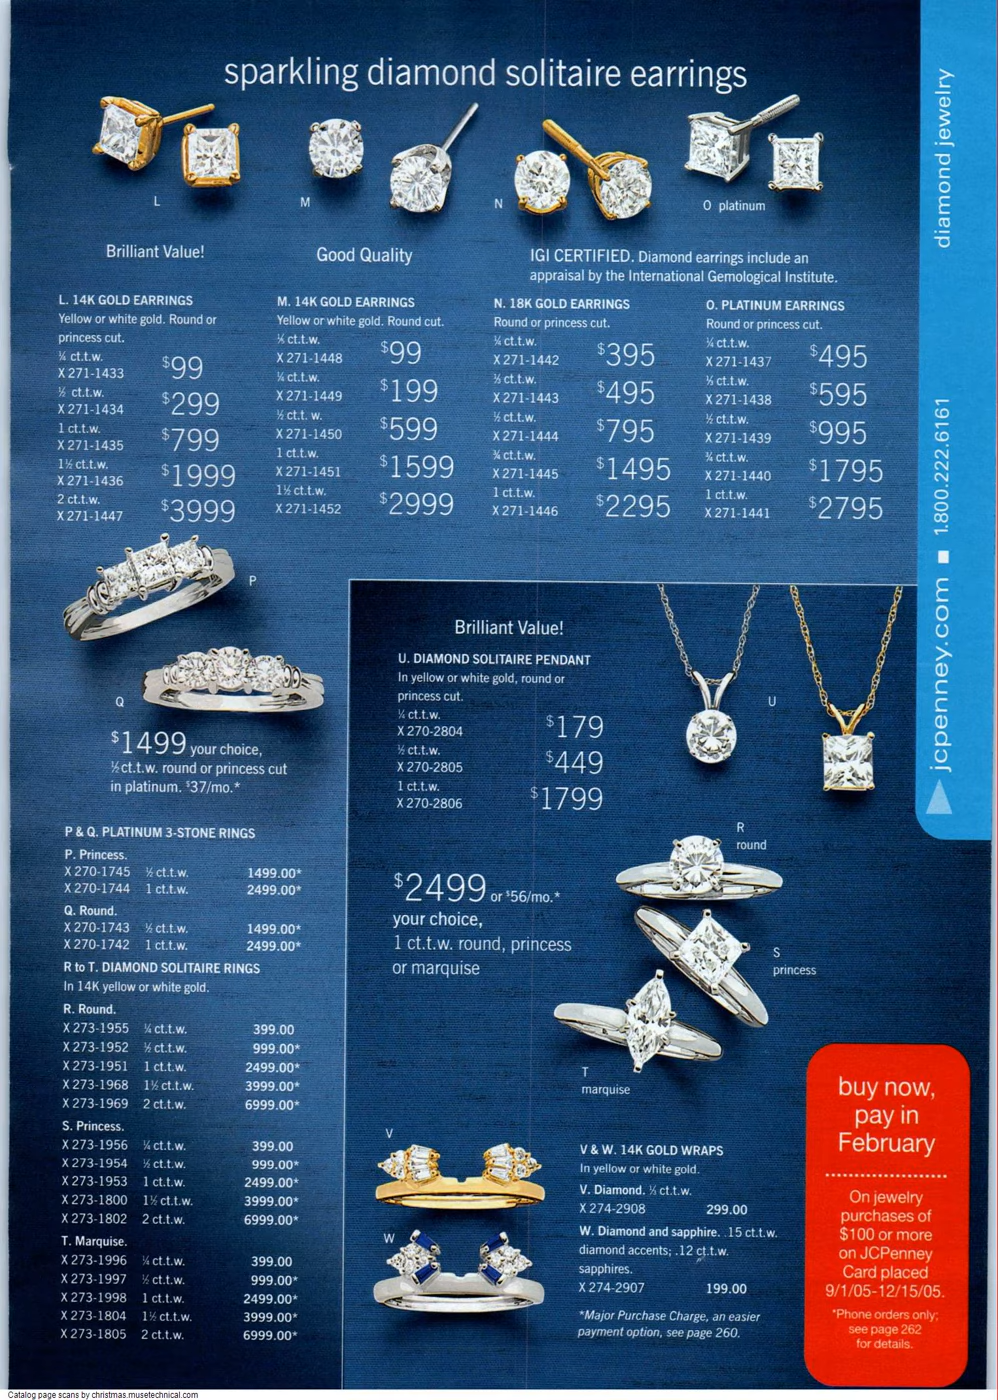 sparkling diamond solitaire earrings
L
M
N
O platinum
Brilliant Value!
Good Quality
IGI CERTIFIED. Diamond earrings include an
appraisal by the International Gemological Institute.
L. 14K GOLD EARRINGS
Yellow or white gold. Round or
princess cut.
¼ ct.t.w.
X 271-1433 $99
½ ct.t.w.
X 271-1434 $299
1 ct.t.w.
X 271-1435 $799
1½ ct.t.w.
X 271-1436 $1999
2 ct.t.w.
X 271-1447 $3999
M. 14K GOLD EARRINGS
Yellow or white gold. Round cut.
ct.t.w.
X 271-1448 $99
¼ ct.t.w.
X 271-1449 $199
½ ct.t. w.
X 271-1450 $599
1 ct.t.w.
X 271-1451 $1599
1½ ct.t.w.
X 271-1452 $2999
N. 18K GOLD EARRINGS
Round or princess cut.
¼ ct.t.w.
X 271-1442 $395
ct.t.w.
X 271-1443 $495
½ ct.t.w.
X 271-1444 $795
¾ ct.t.w.
X 271-1445 $1495
1 ct.t.w.
X 271-1446 $2295
O. PLATINUM EARRINGS
Round or princess cut.
¼ ct.t.w.
X 271-1437 $495
ct.t.w.
X 271-1438 $595
½ ct.t.w.
X 271-1439 $995
¾ ct.t.w.
X 271-1440 $1795
1 ct.t.w.
X 271-1441 $2795
P
Q
$1499 your choice,
½ ct.t.w. round or princess cut
in platinum. $37/mo.*
P & Q. PLATINUM 3-STONE RINGS
P. Princess.
X 270-1745 ½ ct.t.w. 1499.00*
X 270-1744 1 ct.t.w. 2499.00*
Q. Round.
X 270-1743 ½ ct.t.w. 1499.00*
X 270-1742 1 ct.t.w. 2499.00*
R to T. DIAMOND SOLITAIRE RINGS
In 14K yellow or white gold.
R. Round.
X 273-1955 ¼ ct.t.w. 399.00
X 273-1952 ½ ct.t.w. 999.00*
X 273-1951 1 ct.t.w. 2499.00*
X 273-1968 1½ ct.t.w. 3999.00*
X 273-1969 2 ct.t.w. 6999.00*
S. Princess.
X 273-1956 ¼ ct.t.w. 399.00
X 273-1954 ½ ct.t.w. 999.00*
X 273-1953 1 ct.t.w. 2499.00*
X 273-1800 1½ ct.t.w. 3999.00*
X 273-1802 2 ct.t.w. 6999.00*
T. Marquise.
X 273-1996 ¼ ct.t.w. 399.00
X 273-1997 ½ ct.t.w. 999.00*
X 273-1998 1 ct.t.w. 2499.00*
X 273-1804 1½ ct.t.w. 3999.00*
X 273-1805 2 ct.t.w. 6999.00*
Brilliant Value!
U. DIAMOND SOLITAIRE PENDANT
In yellow or white gold, round or
princess cut.
¼ ct.t.w.
X 270-2804 $179
½ ct.t.w.
X 270-2805 $449
1 ct.t.w.
X 270-2806 $1799
U
R
round
$2499 or $56/mo.*
your choice,
1 ct.t.w. round, princess
or marquise
S
princess
T
marquise
V
W
V & W. 14K GOLD WRAPS
In yellow or white gold.
V. Diamond. ½ ct.t.w.
X 274-2908 299.00
W. Diamond and sapphire. .15 ct.t.w.
diamond accents; .12 ct.t.w.
sapphires.
X 274-2907 199.00
*Major Purchase Charge, an easier
payment option, see page 260.
diamond jewelry
jcpenney.com ■ 1.800.222.6161
buy now,
pay in
February
On jewelry
purchases of
$100 or more
on JCPenney
Card placed
9/1/05-12/15/05.
*Phone orders only;
see page 262
for details.
Catalog page scans by christmas.musetechnical.com